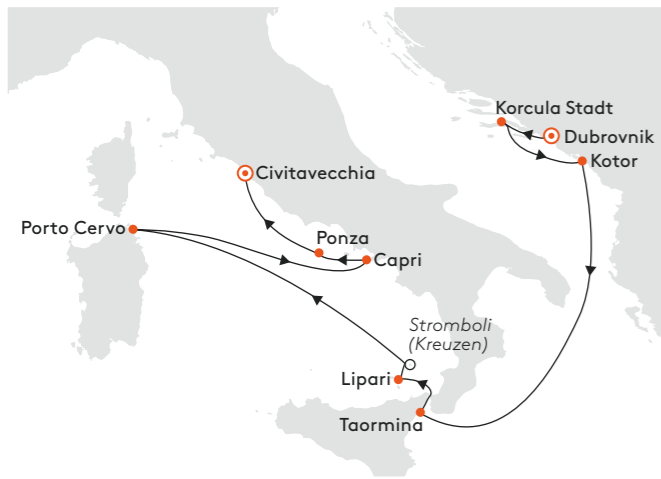 Korcula Stadt
Dubrovnik
Kotor
Civitavecchia
Porto Cervo
Ponza
Capri
Stromboli
(Kreuzen)
Lipari
Taormina